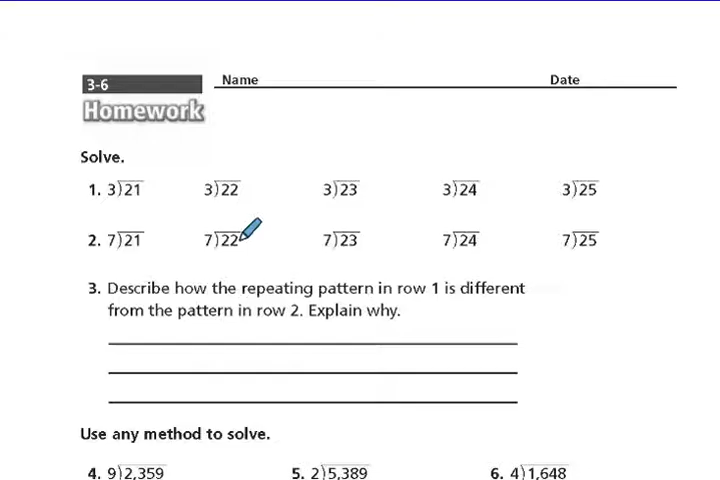 3-6 Name Date
Homework
Solve.
1. 3)21 3)22 3)23 3)24 3)25
2. 7)21 7)22 7)23 7)24 7)25
3. Describe how the repeating pattern in row 1 is different
from the pattern in row 2. Explain why.
Use any method to solve.
4. 9)2,359 5. 2)5,389 6. 4)1,648